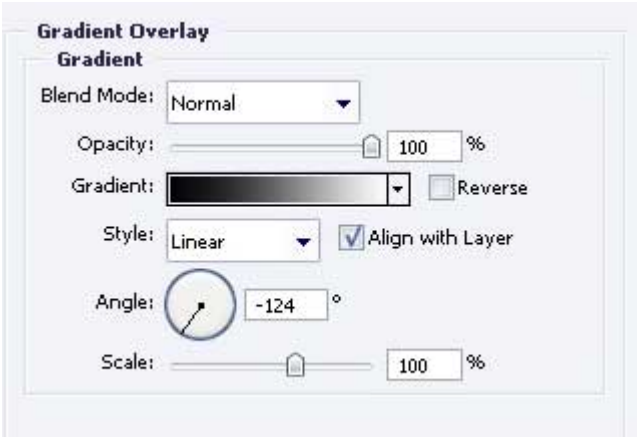 Gradient Overlay
Gradient
Blend Mode: Normal
Opacity: 100 %
Gradient: Reverse
Style: Linear Align with Layer
Angle: -124 °
Scale: 100 %